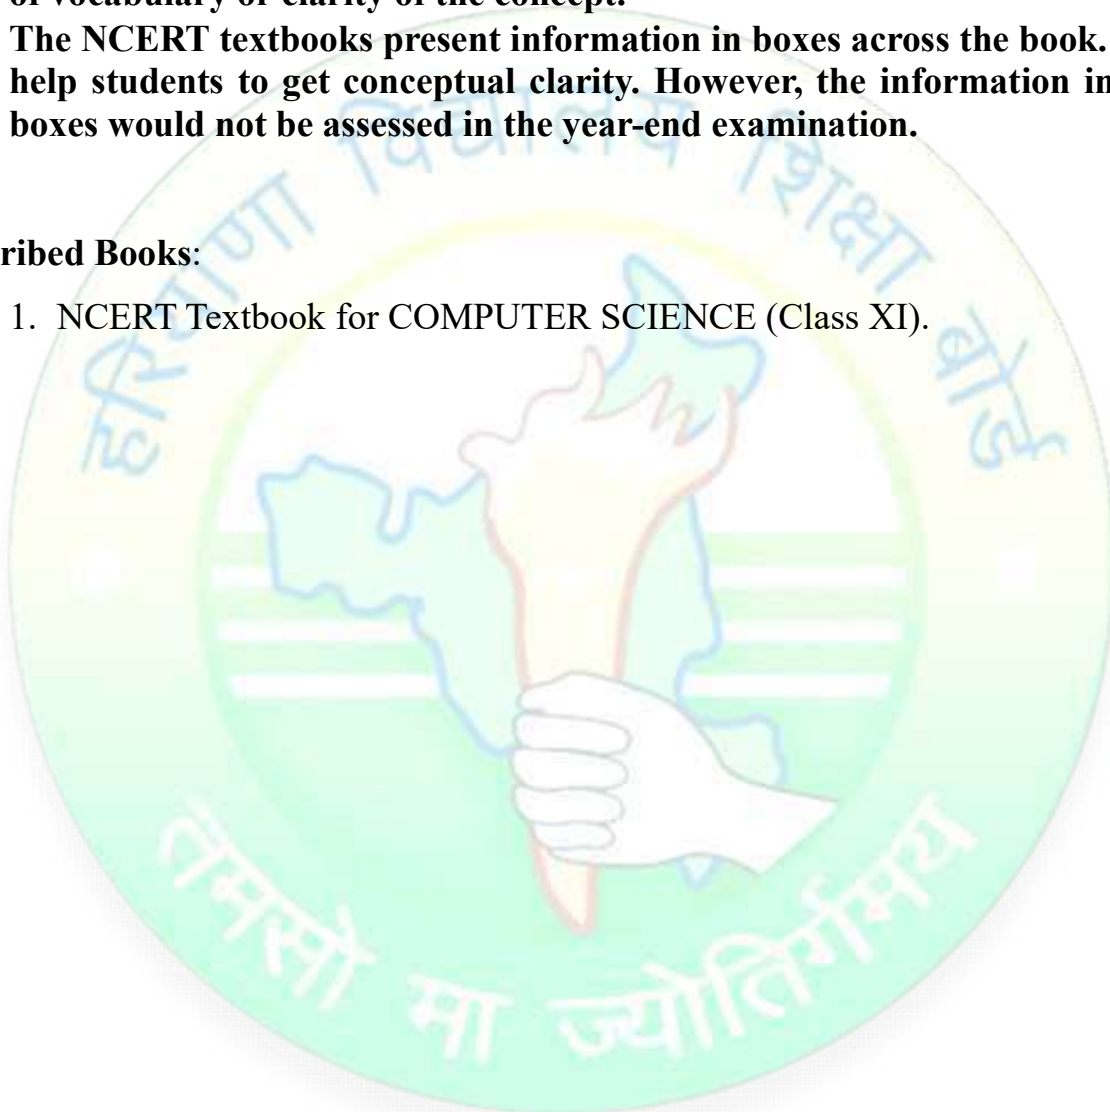 of vocabulary or clarity of the concept.
The NCERT textbooks present information in boxes across the book.
help students to get conceptual clarity. However, the information in
boxes would not be assessed in the year-end examination.
ribed Books:
1. NCERT Textbook for COMPUTER SCIENCE (Class XI).
हरियाणा विद्यालय शिक्षा बोर्ड
तमसो मा ज्योतिर्गमय